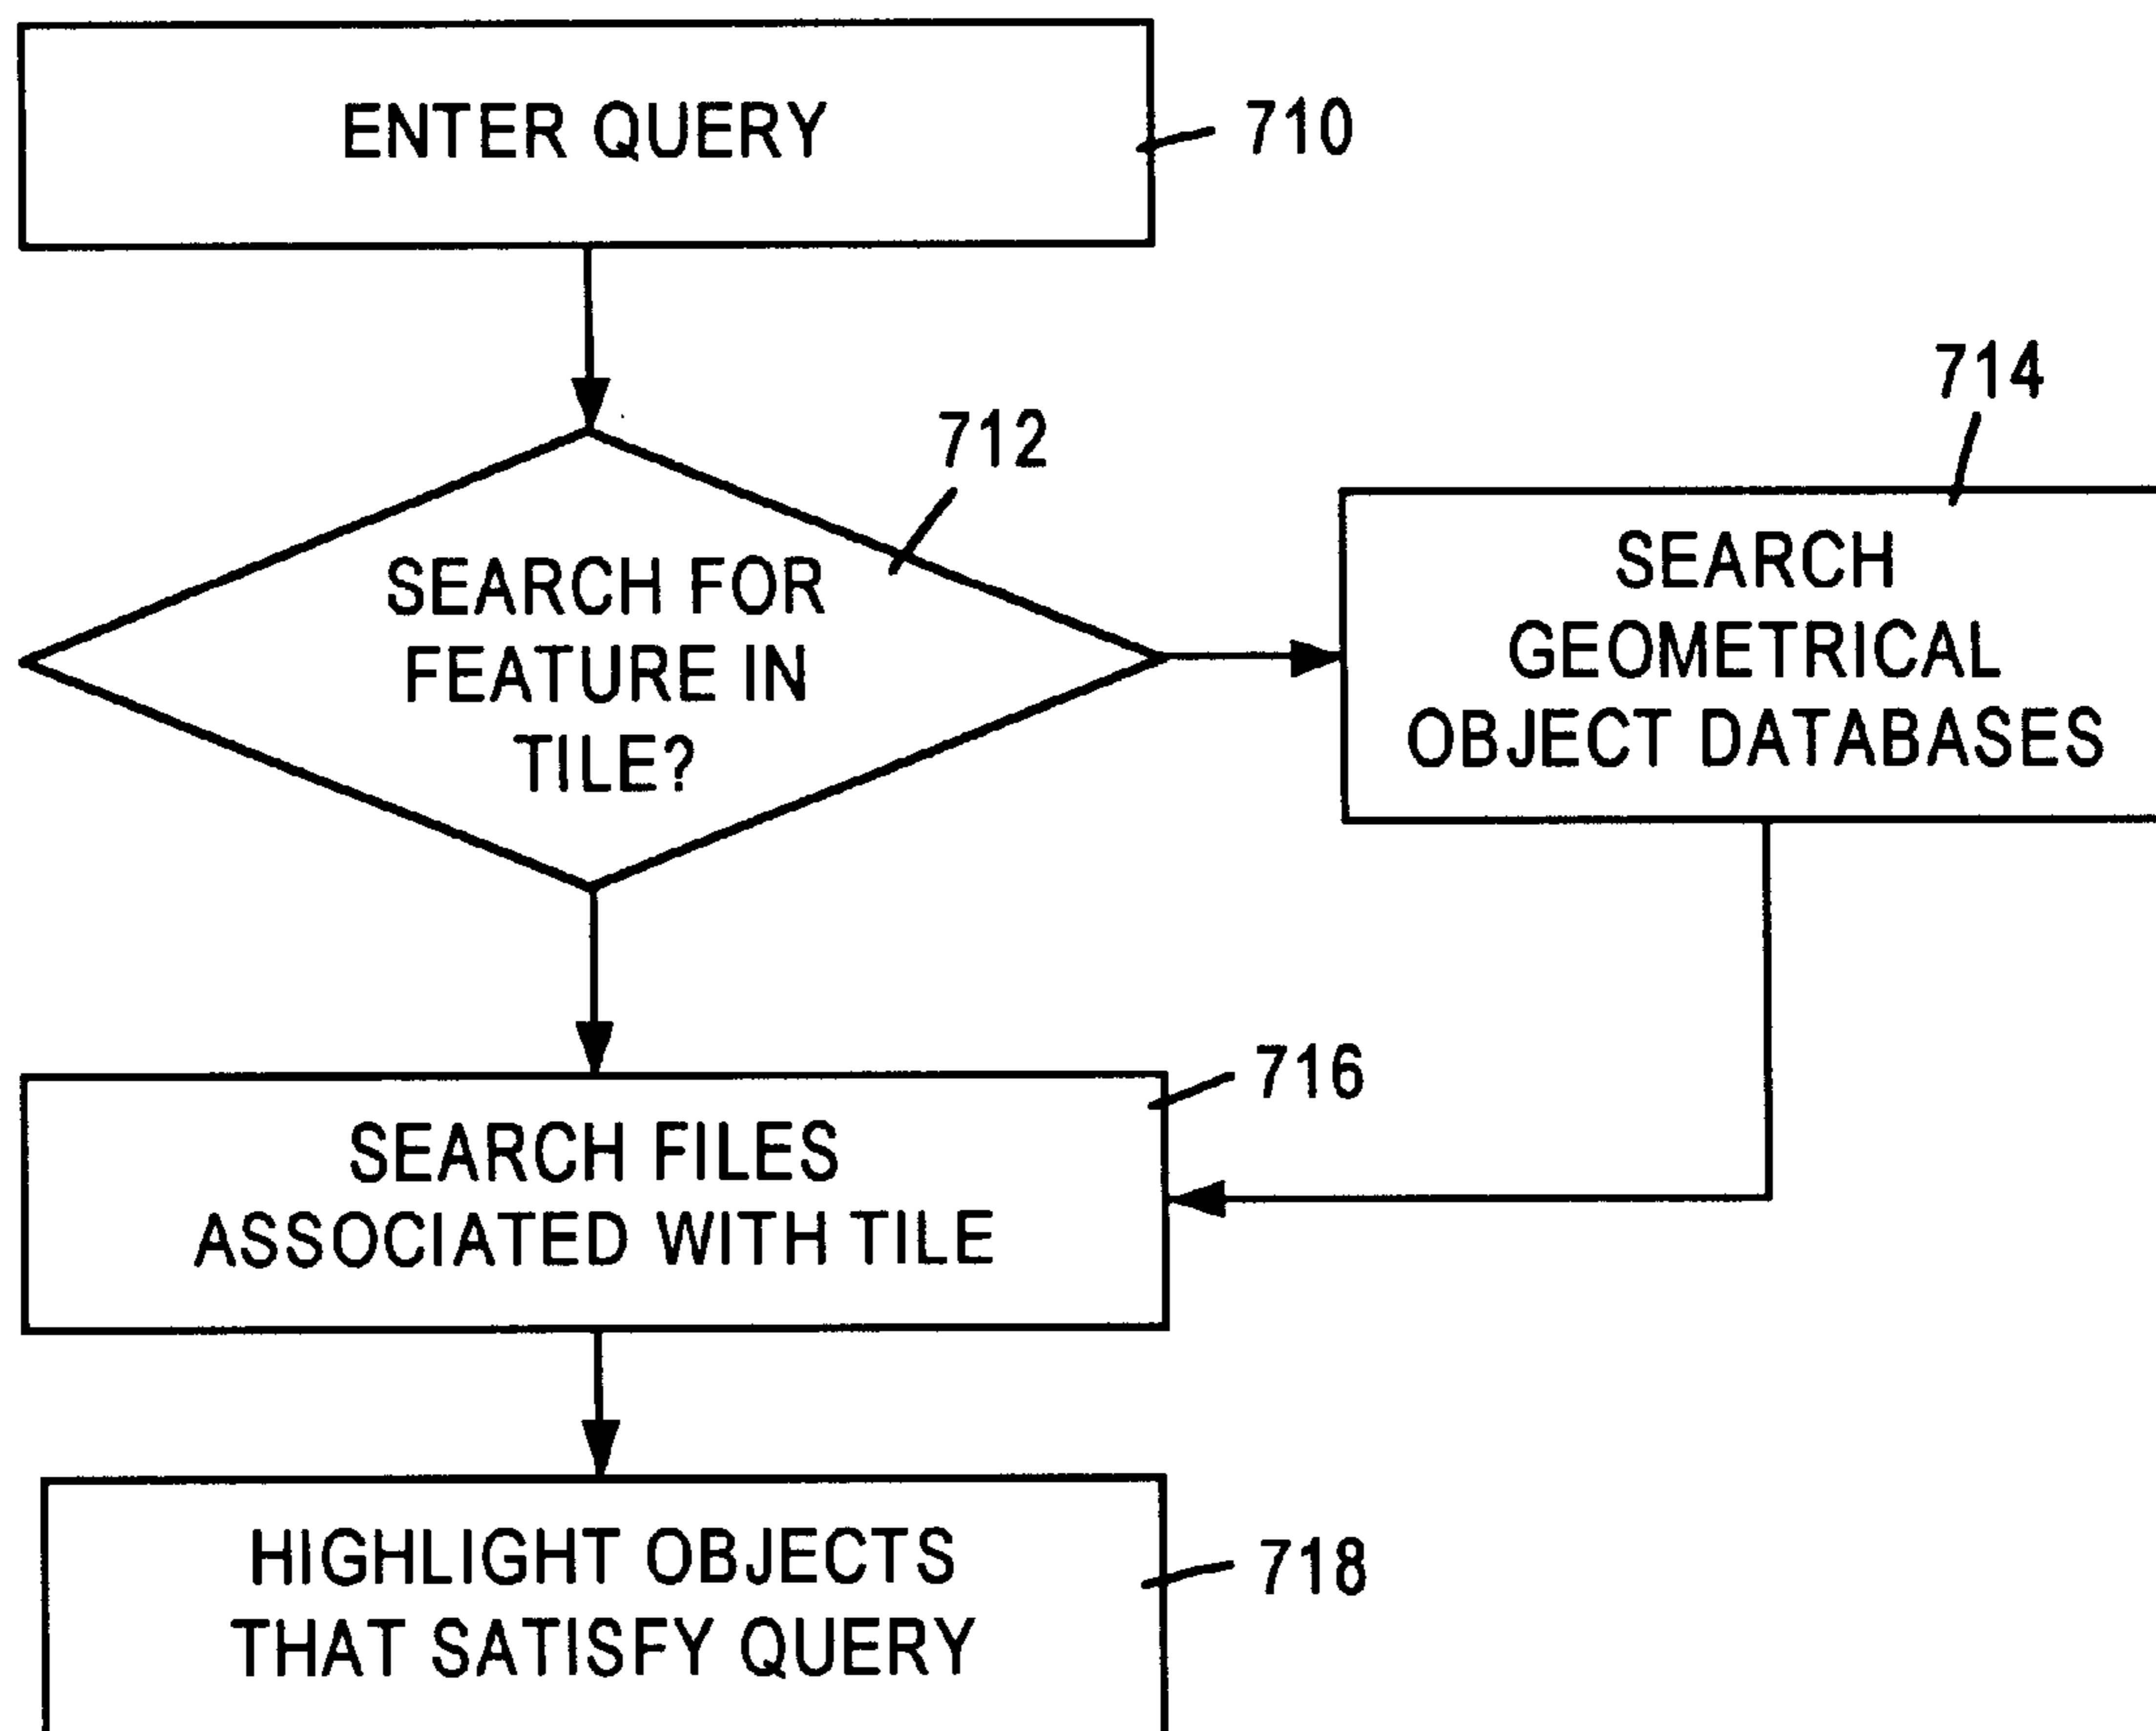 ENTER QUERY
710
712
SEARCH FOR
FEATURE IN
TILE?
714
SEARCH
GEOMETRICAL
OBJECT DATABASES
716
SEARCH FILES
ASSOCIATED WITH TILE
HIGHLIGHT OBJECTS
THAT SATISFY QUERY
718